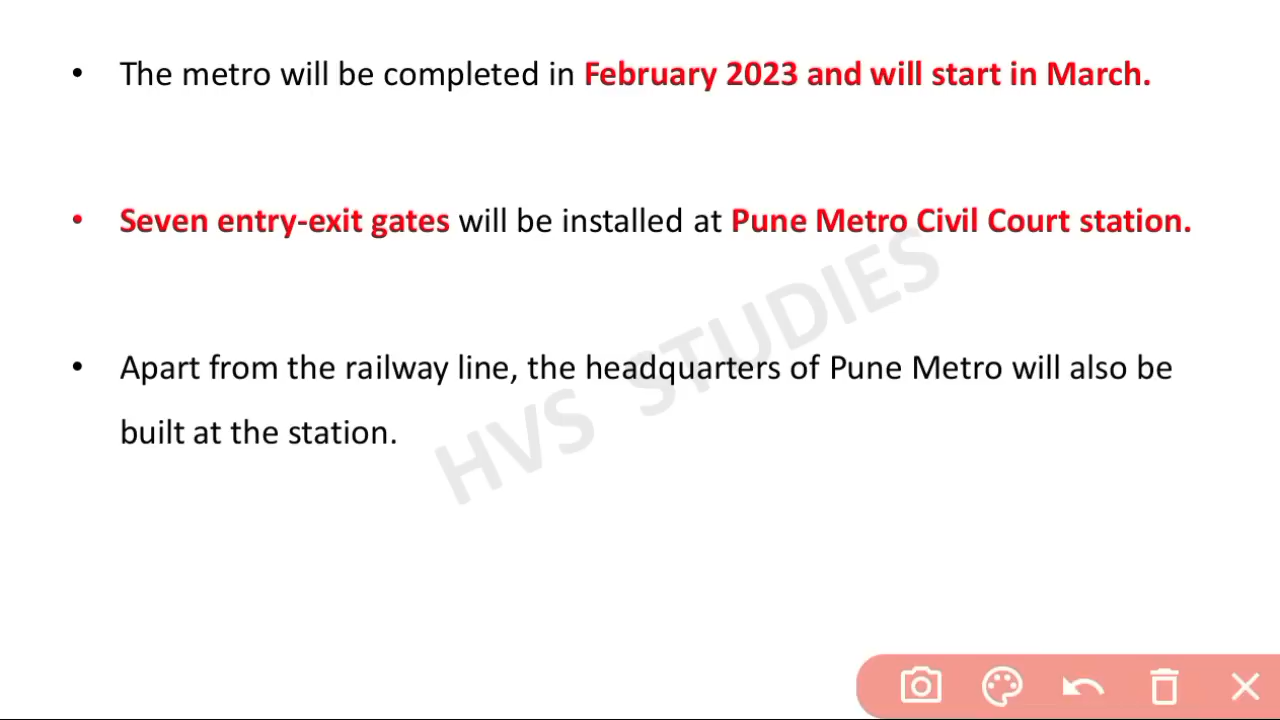 • The metro will be completed in February 2023 and will start in March.
• Seven entry-exit gates will be installed at Pune Metro Civil Court station.
• Apart from the railway line, the headquarters of Pune Metro will also be
built at the station.
HVS STUDIES